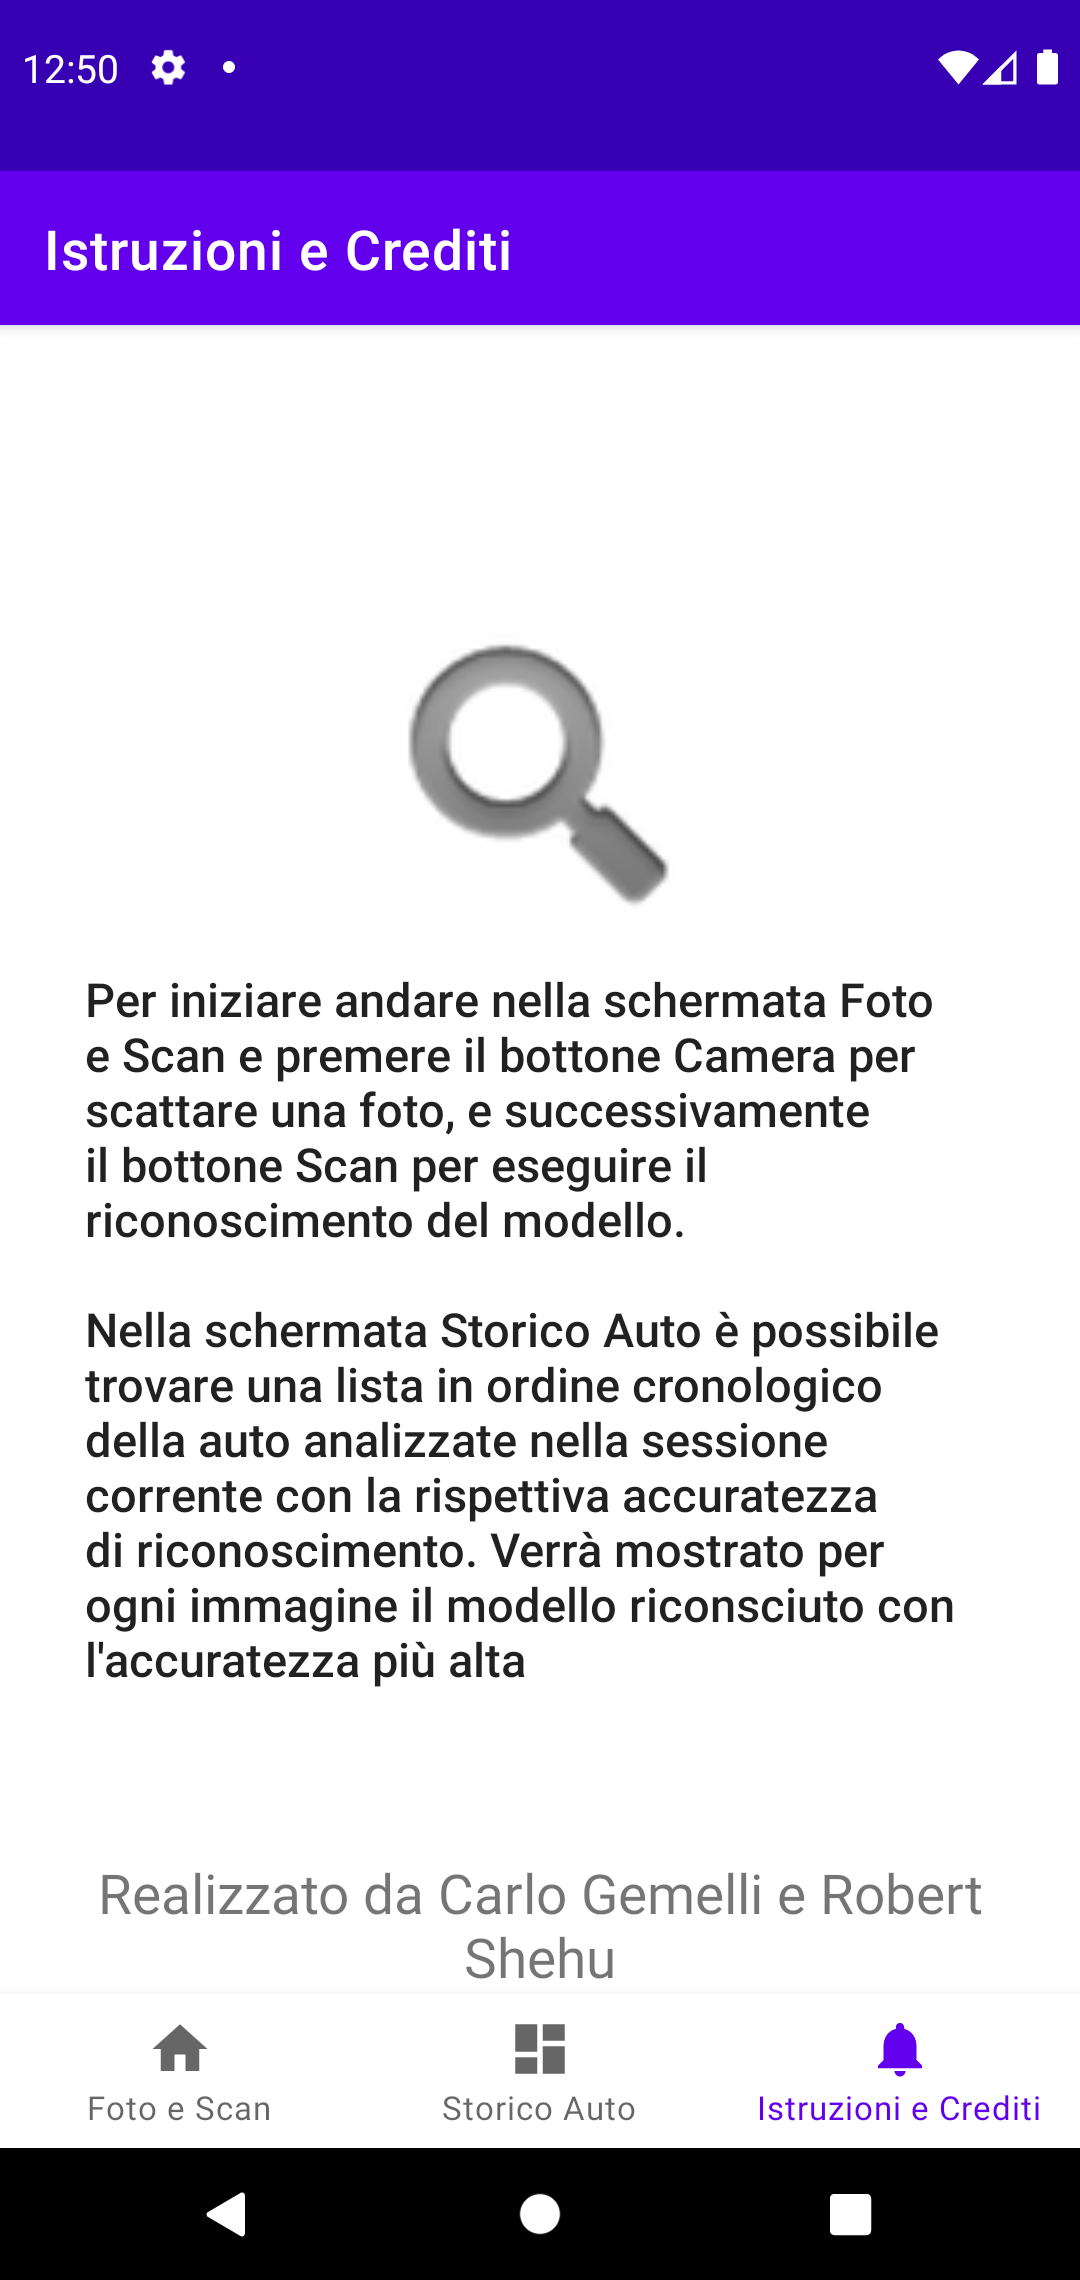 12:50
Istruzioni e Crediti
Per iniziare andare nella schermata Foto
e Scan e premere il bottone Camera per
scattare una foto, e successivamente
il bottone Scan per eseguire il
riconoscimento del modello.
Nella schermata Storico Auto è possibile
trovare una lista in ordine cronologico
della auto analizzate nella sessione
corrente con la rispettiva accuratezza
di riconoscimento. Verrà mostrato per
ogni immagine il modello riconsciuto con
l'accuratezza più alta
Realizzato da Carlo Gemelli e Robert
Shehu
Foto e Scan
Storico Auto
Istruzioni e Crediti